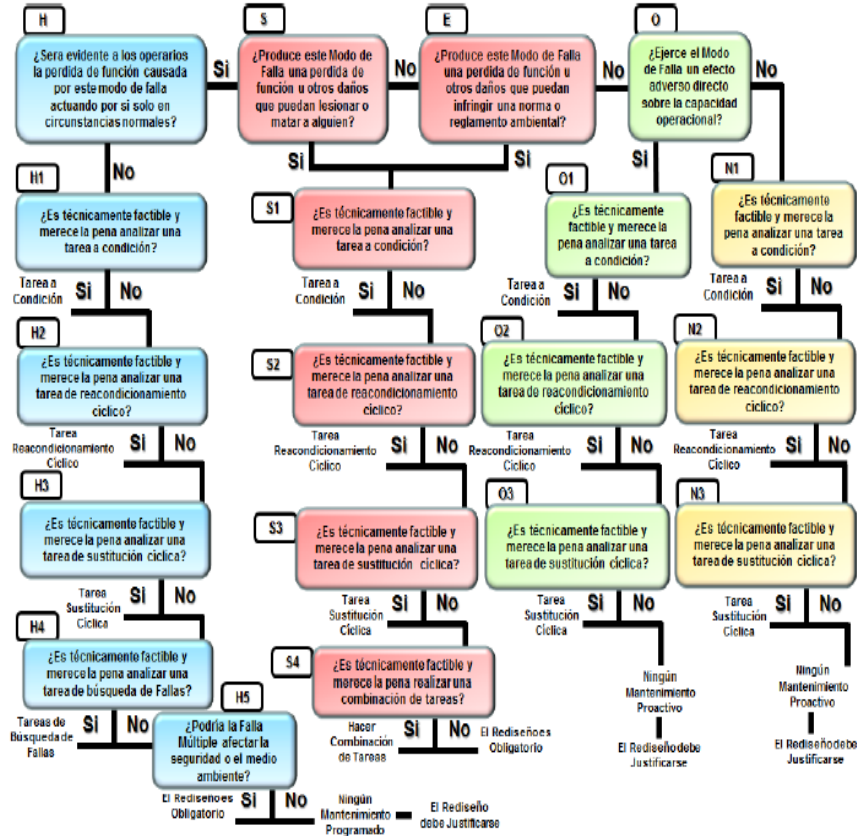 H
S
E
O
¿Sera evidente a los operarios
la perdida de función causada
por este modo de falla
actuando por si solo en
circunstancias normales?
Si
¿Produce este Modo de
Falla una perdida de
función u otros daños
que puedan lesionar o
matar a alguien?
No
¿Produce este Modo de Falla
una perdida de función u
otros daños que puedan
infringir una norma o
reglamento ambiental?
No
¿Ejerce el Modo de
Falla un efecto
adverso directo
sobre la capacidad
operacional?
No
Si
Si
Si
No
H1
¿Es técnicamente factible y
merece la pena analizar una
tarea a condición?
Tarea a
Condición
Si
No
S1
¿Es técnicamente factible y
merece la pena analizar una
tarea a condición?
Tarea a
Condición
Si
No
O1
¿Es técnicamente
factible y merece la
pena analizar una tarea
a condición?
Tarea a
Condición
Si
No
N1
¿Es técnicamente
factible y merece la
pena analizar una tarea
a condición?
Tarea a
Condición
Si
No
H2
¿Es técnicamente factible y
merece la pena analizar una
tarea de reacondicionamiento
cíclico?
Tarea
Reacondicionamiento
Cíclico
Si
No
S2
¿Es técnicamente factible y
merece la pena analizar una
tarea de reacondicionamiento
cíclico?
Tarea
Reacondicionamiento
Cíclico
Si
No
O2
¿Es técnicamente factible y
merece la pena analizar una
tarea de reacondicionamiento
cíclico?
Tarea
Reacondicionamiento
Cíclico
Si
No
N2
¿Es técnicamente factible y
merece la pena analizar una
tarea de reacondicionamiento
cíclico?
Tarea
Reacondicionamiento
Cíclico
Si
No
H3
¿Es técnicamente factible y
merece la pena analizar una
tarea de sustitución cíclica?
Tarea
Sustitución
Cíclica
Si
No
S3
¿Es técnicamente factible y
merece la pena analizar una
tarea de sustitución cíclica?
Tarea
Sustitución
Cíclica
Si
No
O3
¿Es técnicamente factible y
merece la pena analizar una
tarea de sustitución cíclica?
Tarea
Sustitución
Cíclica
Si
No
N3
¿Es técnicamente factible y
merece la pena analizar una
tarea de sustitución cíclica?
Tarea
Sustitución
Cíclica
Si
No
H4
¿Es técnicamente factible y
merece la pena analizar una
tarea de búsqueda de Fallas?
Tareas de
Búsqueda de
Fallas
Si
No
H5
¿Podría la Falla
Múltiple afectar la
seguridad o el medio
ambiente?
El Rediseñoes
Obligatorio
Si
No
Ningún
Mantenimiento
Programado
El Rediseño
debe Justificarse
S4
¿Es técnicamente factible y
merece la pena realizar una
combinación de tareas?
Hacer
Combinación
de Tareas
Si
No
El Rediseñoes
Obligatorio
Ningún
Mantenimiento
Proactivo
El Rediseñodebe
Justificarse
Ningún
Mantenimiento
Proactivo
El Rediseñodebe
Justificarse